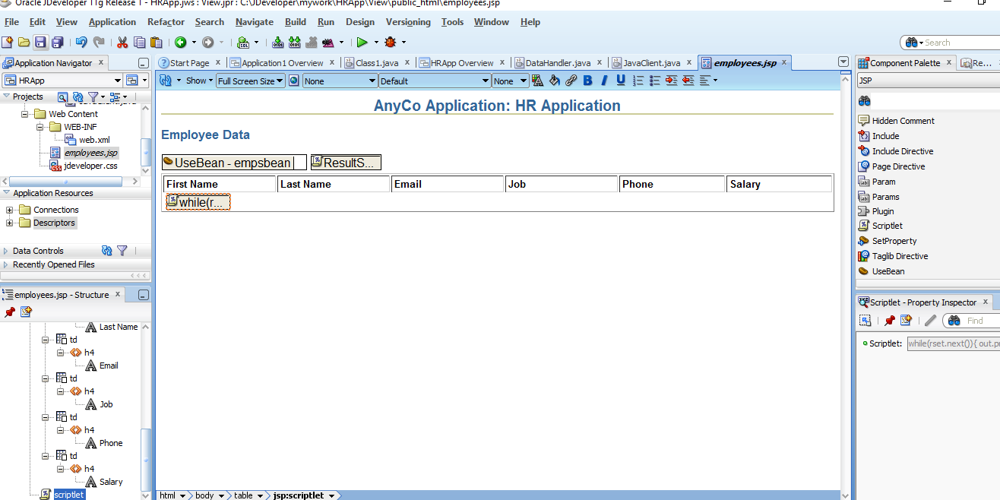 Oracle JDeveloper 11g Release 1 - HRApp.jws : View.jpr : C:\JDeveloper\mywork\HRApp\View\public_html\employees.jsp
File Edit View Application Refactor Search Navigate Build Run Design Versioning Tools Window Help
Search
Application Navigator
HRApp
Projects
Web Content
WEB-INF
web.xml
employees.jsp
jdeveloper.css
Application Resources
Connections
Descriptors
Data Controls
Recently Opened Files
employees.jsp - Structure
Last Name
td
h4
Email
td
h4
Job
td
h4
Phone
td
h4
Salary
scriptlet
Start Page Application1 Overview Class1.java HRApp Overview DataHandler.java JavaClient.java employees.jsp
Show Full Screen Size None Default None B I U
AnyCo Application: HR Application
Employee Data
UseBean - empsbean ResultS...
First Name Last Name Email Job Phone Salary
while(r...
html body table jsp:scriptlet
Component Palette Re...
JSP
Hidden Comment
Include
Include Directive
Page Directive
Param
Params
Plugin
Scriptlet
SetProperty
Taglib Directive
UseBean
Scriptlet - Property Inspector
Find
Scriptlet: while(rset.next()){ out.p